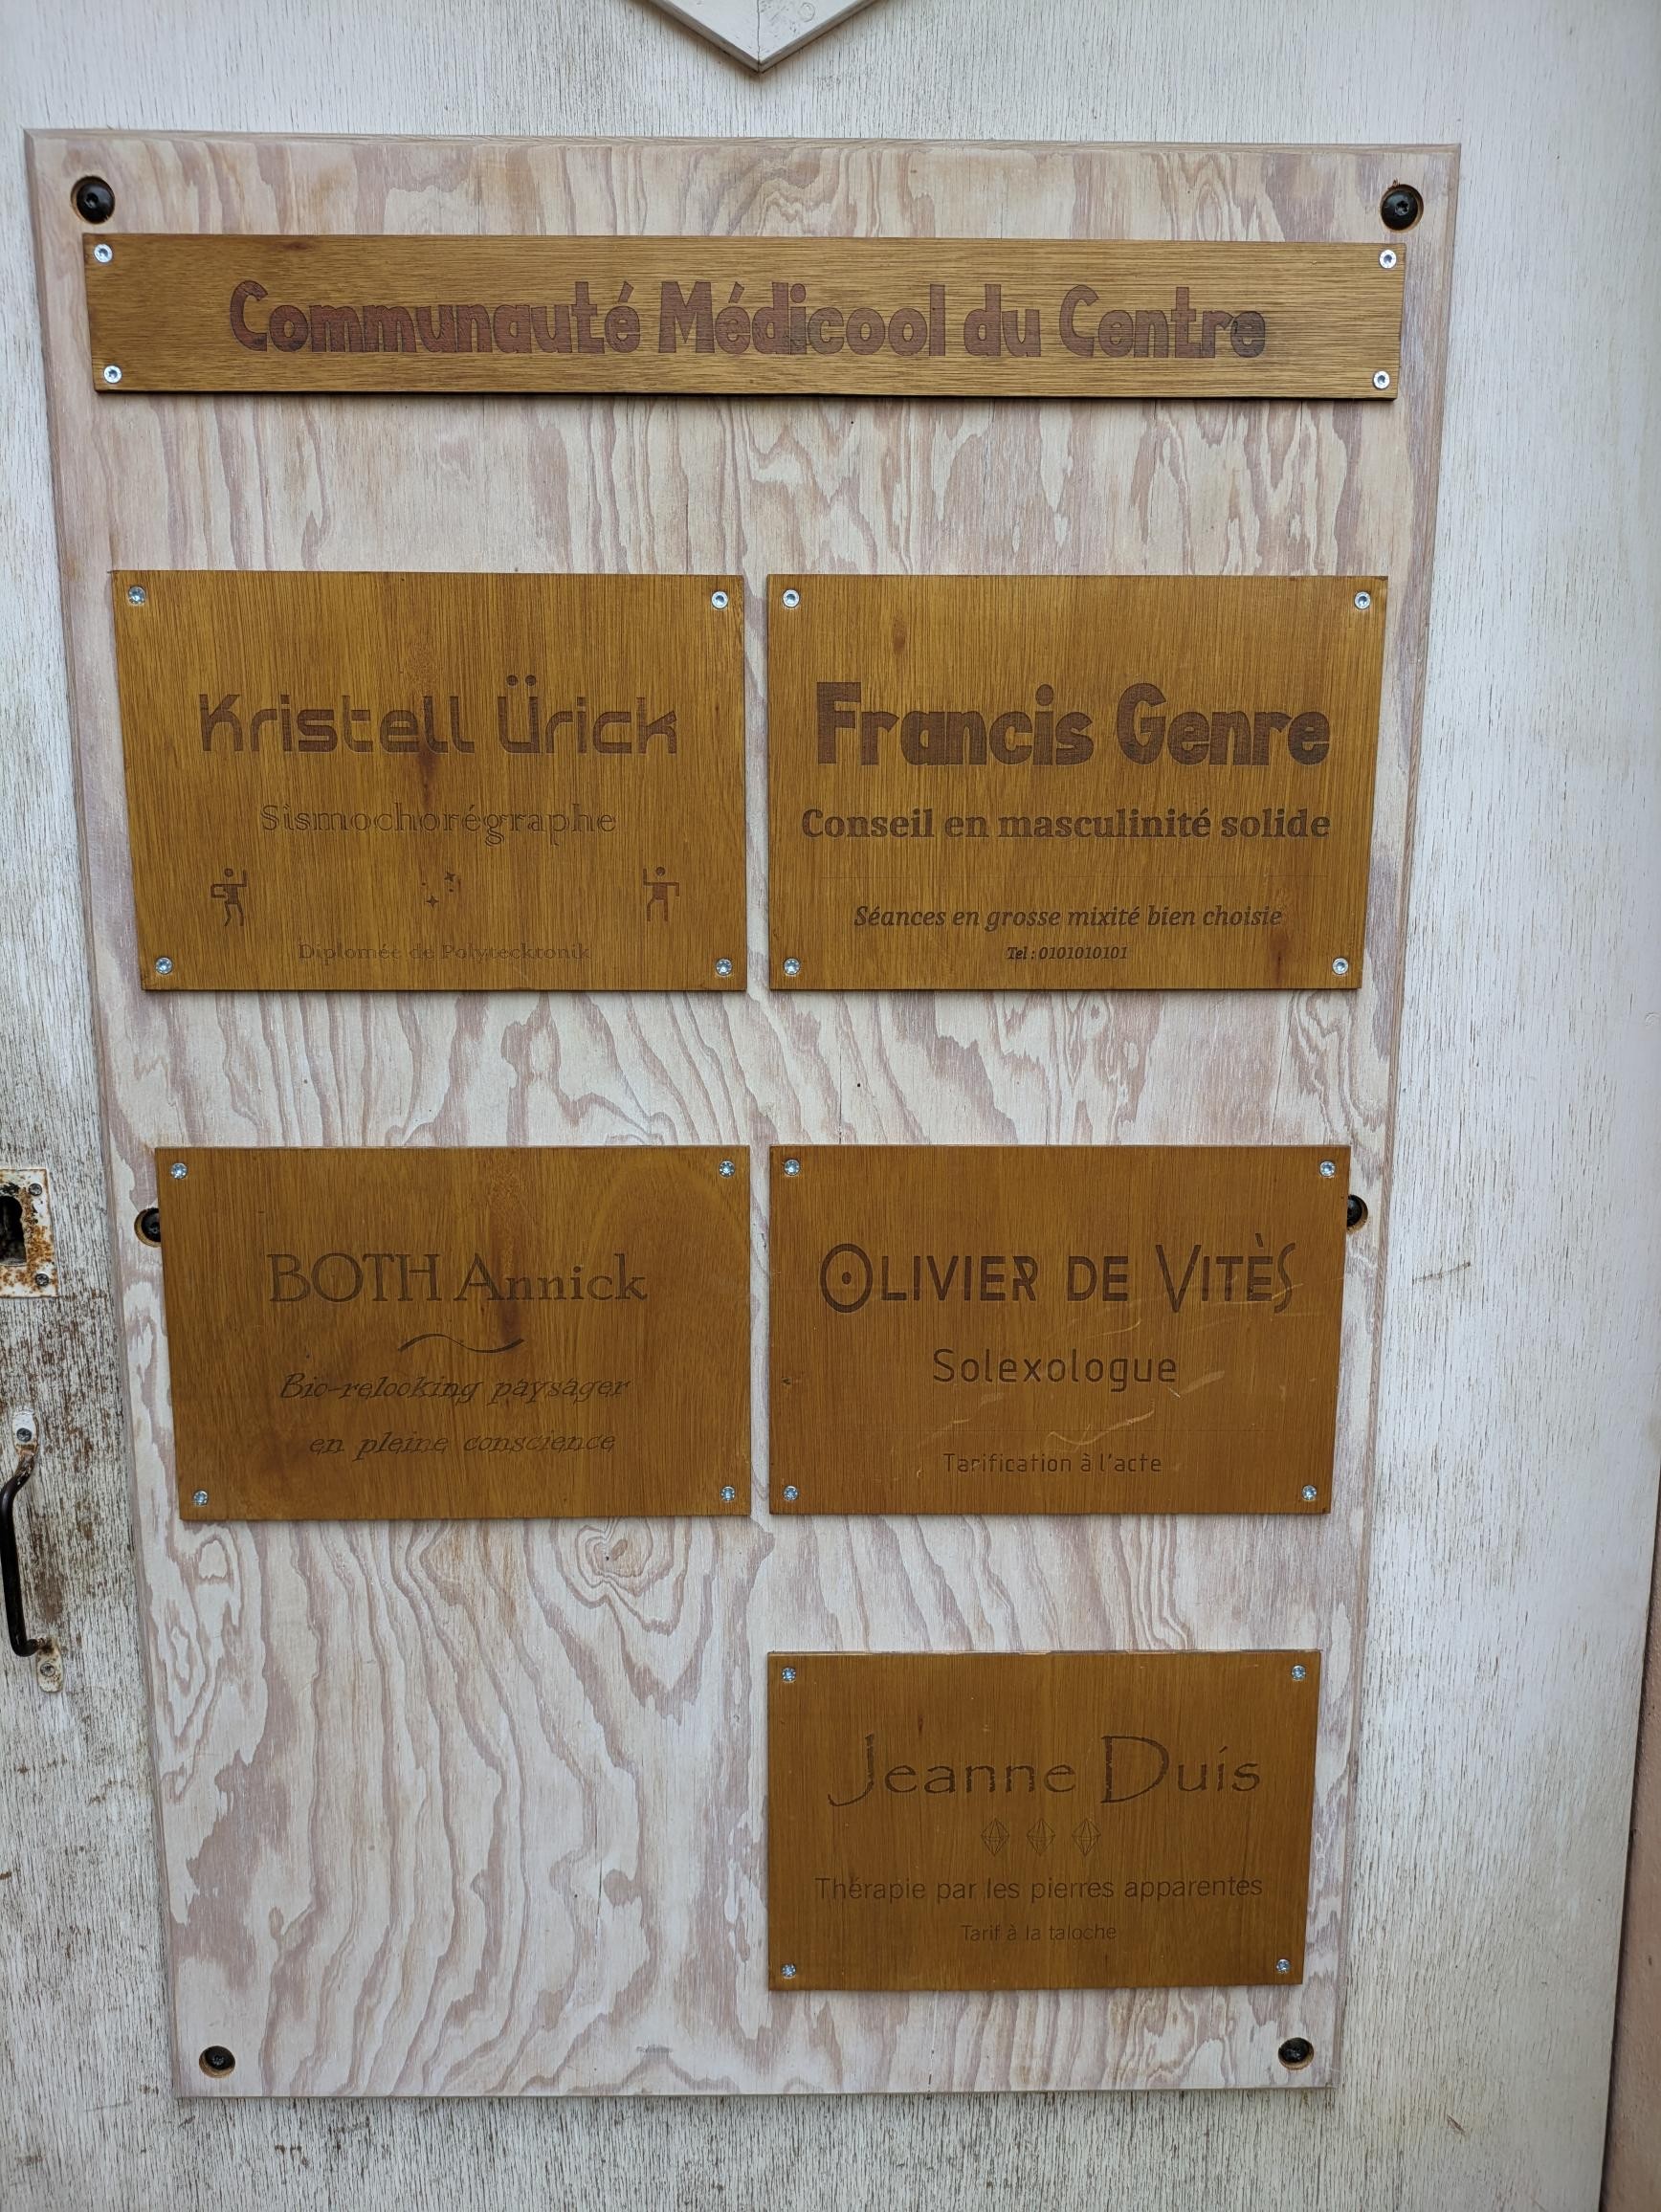 Communauté Médicool du Centre
Kristell Ürick
Sismochorégraphe
Diplomée de Polytecktonik
Francis Genre
Conseil en masculinité solide
Séances en grosse mixité bien choisie
Tel : 0101010101
BOTH Annick
Bio-relooking paysager
en pleine conscience
OLIVIER DE VITÈS
Solexologue
Tarification à l'acte
Jeanne Duis
Thérapie par les pierres apparentes
Tarif à la taloche